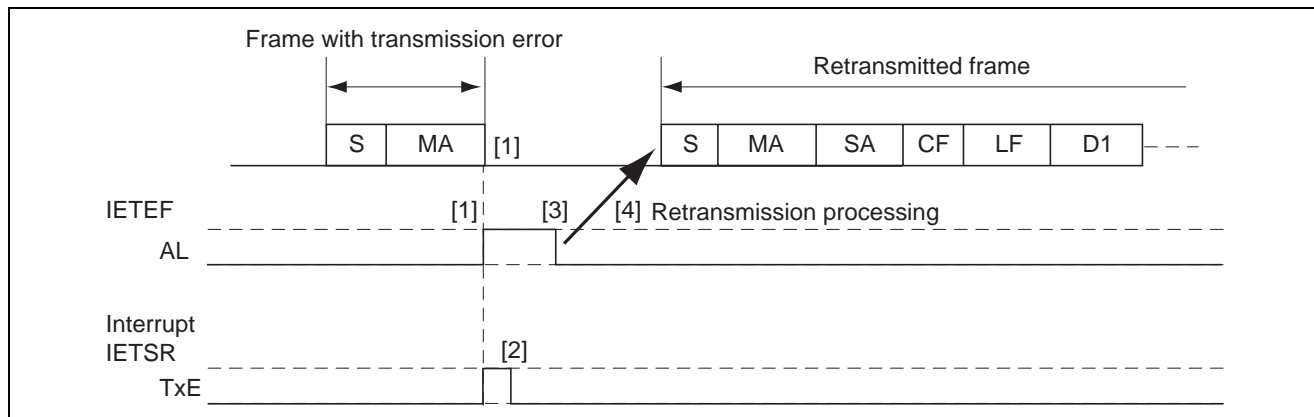 Frame with transmission error
Retransmitted frame
S MA [1] S MA SA CF LF D1
IETEF [1] [3] [4] Retransmission processing
AL
Interrupt
IETSR [2]
TxE